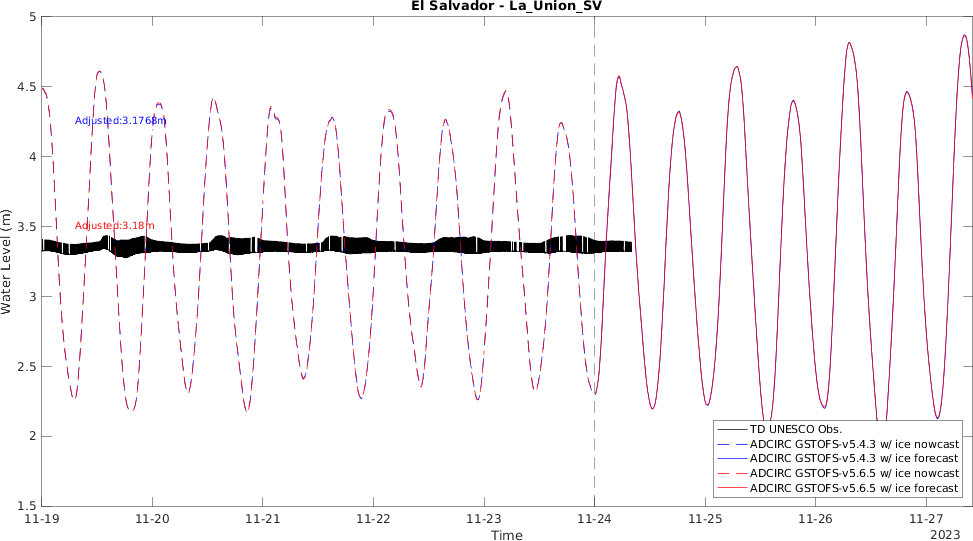 El Salvador - La_Union_SV
Water Level (m)
5
4.5
4
3.5
3
2.5
2
1.5
Adjusted:3.1768m
Adjusted:3.18m
TD UNESCO Obs.
ADCIRC GSTOFS-v5.4.3 w/ ice nowcast
ADCIRC GSTOFS-v5.4.3 w/ ice forecast
ADCIRC GSTOFS-v5.6.5 w/ ice nowcast
ADCIRC GSTOFS-v5.6.5 w/ ice forecast
11-19 11-20 11-21 11-22 11-23 11-24 11-25 11-26 11-27
Time
2023